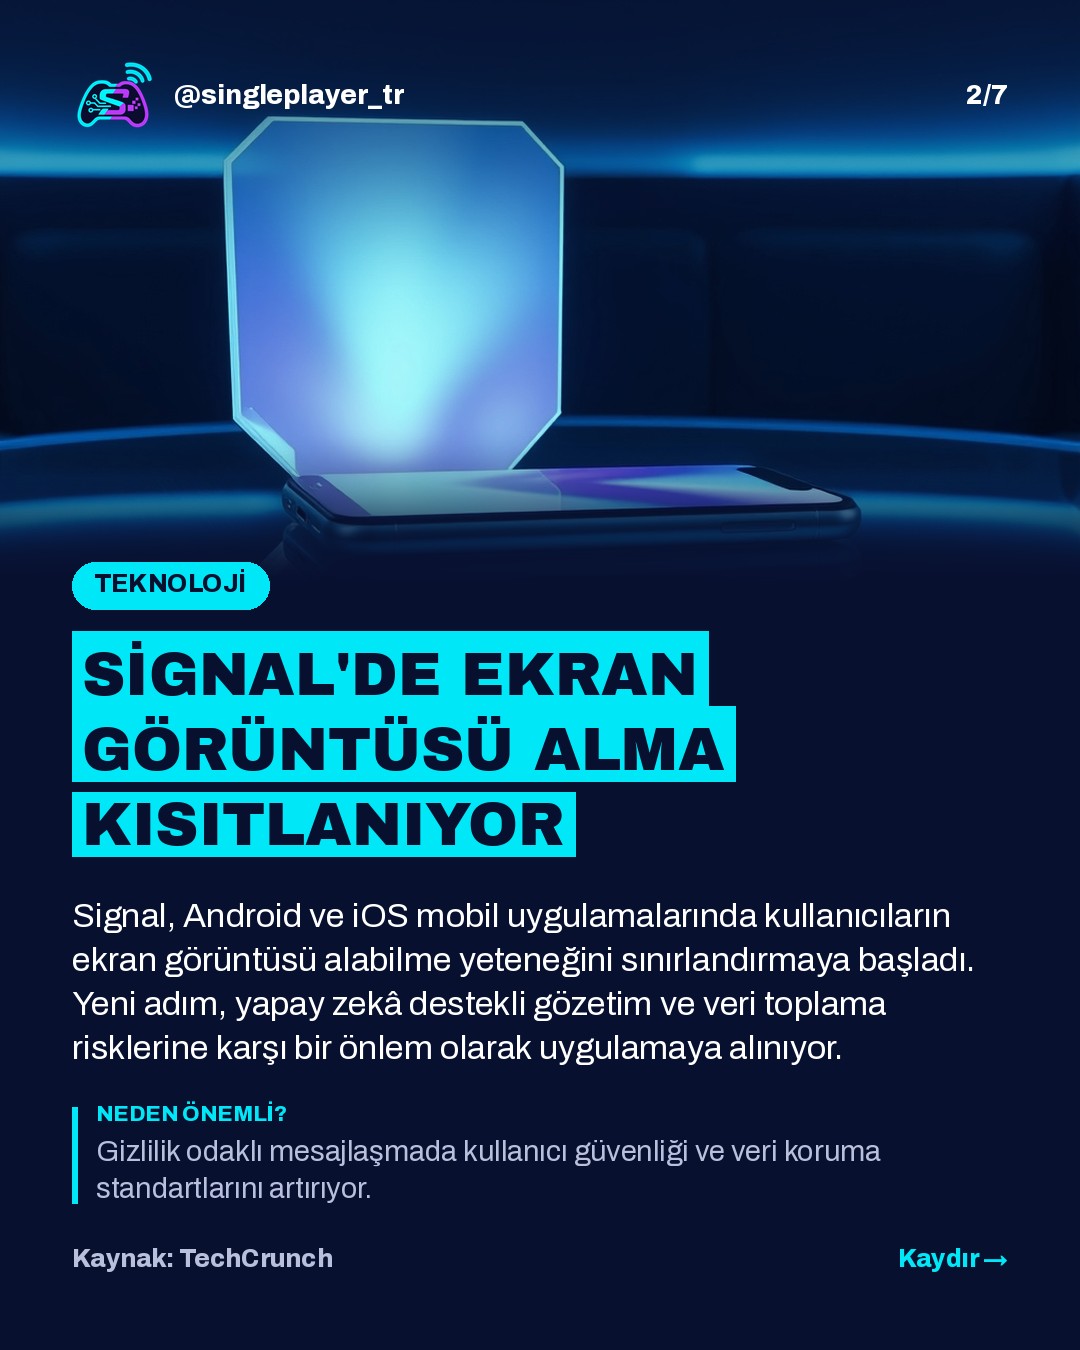 @singleplayer_tr
2/7
TEKNOLOJİ
SİGNAL'DE EKRAN
GÖRÜNTÜSÜ ALMA
KISITLANIYOR
Signal, Android ve iOS mobil uygulamalarında kullanıcıların
ekran görüntüsü alabilme yeteneğini sınırlandırmaya başladı.
Yeni adım, yapay zekâ destekli gözetim ve veri toplama
risklerine karşı bir önlem olarak uygulamaya alınıyor.
NEDEN ÖNEMLİ?
Gizlilik odaklı mesajlaşmada kullanıcı güvenliği ve veri koruma
standartlarını artırıyor.
Kaynak: TechCrunch
Kaydır→